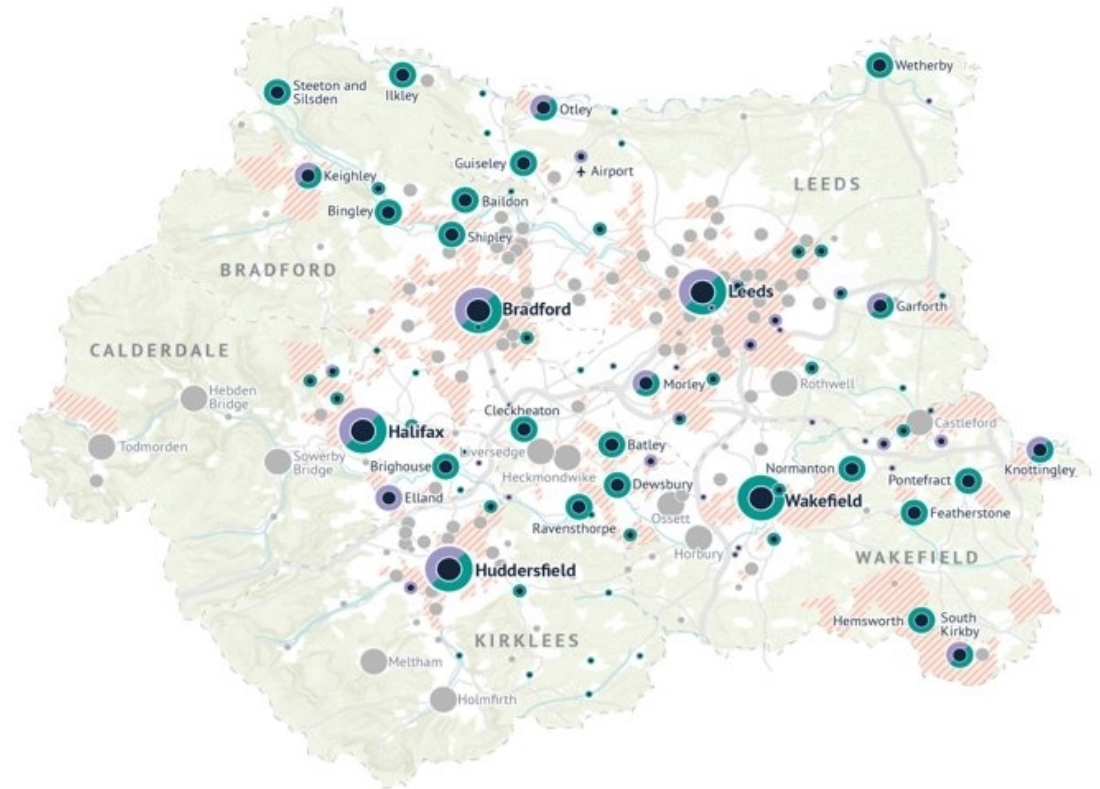 Wetherby
Steeton and
Silsden
Ilkley
Otley
Guiseley
Airport
Keighley
LEEDS
Baildon
Bingley
Shipley
BRADFORD
Leeds
Bradford
Garforth
CALDERDALE
Morley
Rothwell
Hebden
Bridge
Cleckheaton
Castleford
Halifax
Todmorden
Batley
Liversedge
Sowerby
Bridge
Brighouse
Heckmondwike
Normanton
Knottingley
Pontefract
Dewsbury
Elland
Wakefield
Featherstone
Ossett
Ravensthorpe
Horbury
WAKEFIELD
Huddersfield
Hemsworth
South
Kirkby
KIRKLEES
Meltham
Holmfirth